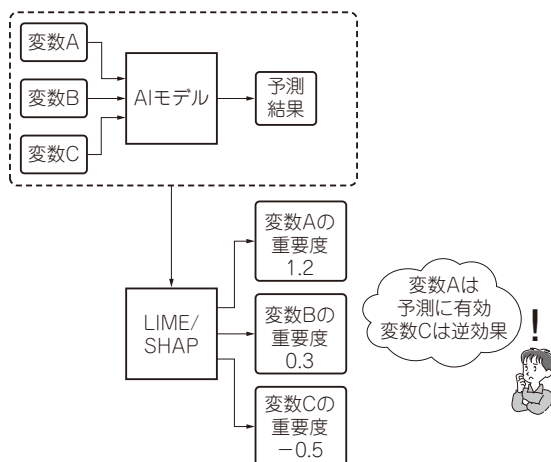 変数A
変数B
変数C
AIモデル
予測
結果
LIME/
SHAP
変数Aの
重要度
1.2
変数Bの
重要度
0.3
変数Cの
重要度
－0.5
変数Aは
予測に有効
変数Cは逆効果
!